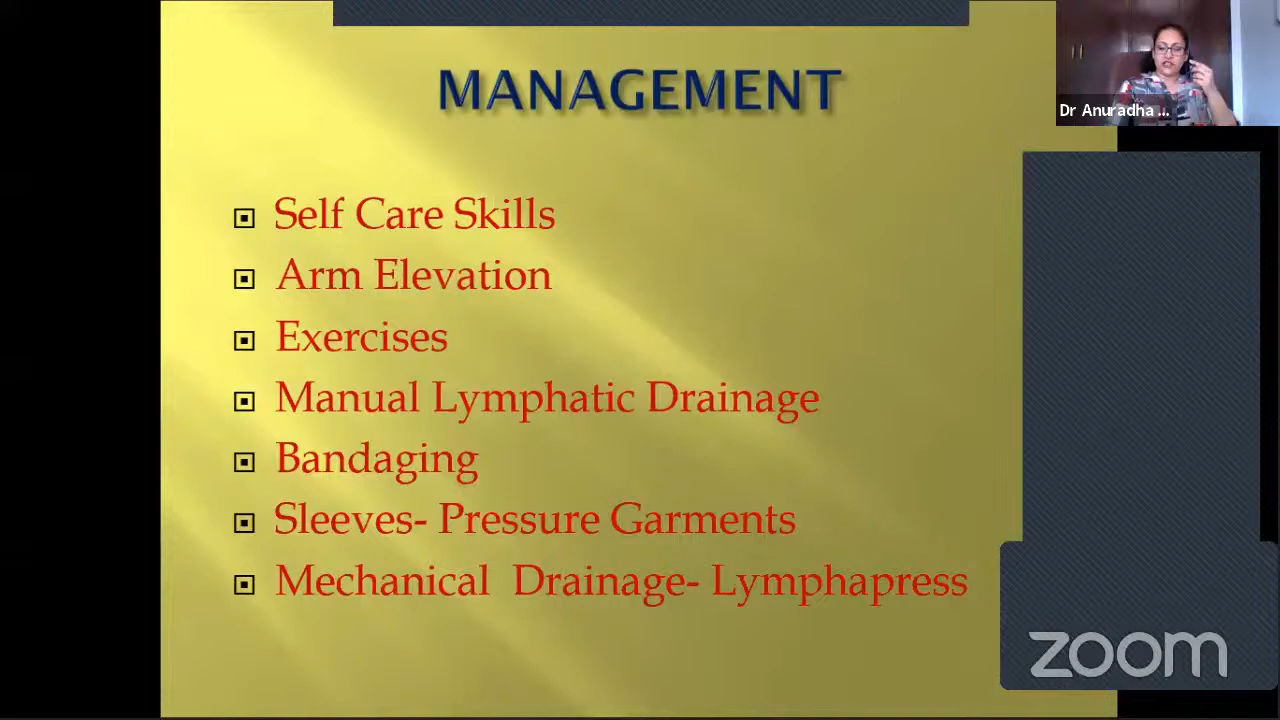 MANAGEMENT
Dr Anuradha ...
Self Care Skills
Arm Elevation
Exercises
Manual Lymphatic Drainage
Bandaging
Sleeves- Pressure Garments
Mechanical Drainage- Lymphapress
zoom